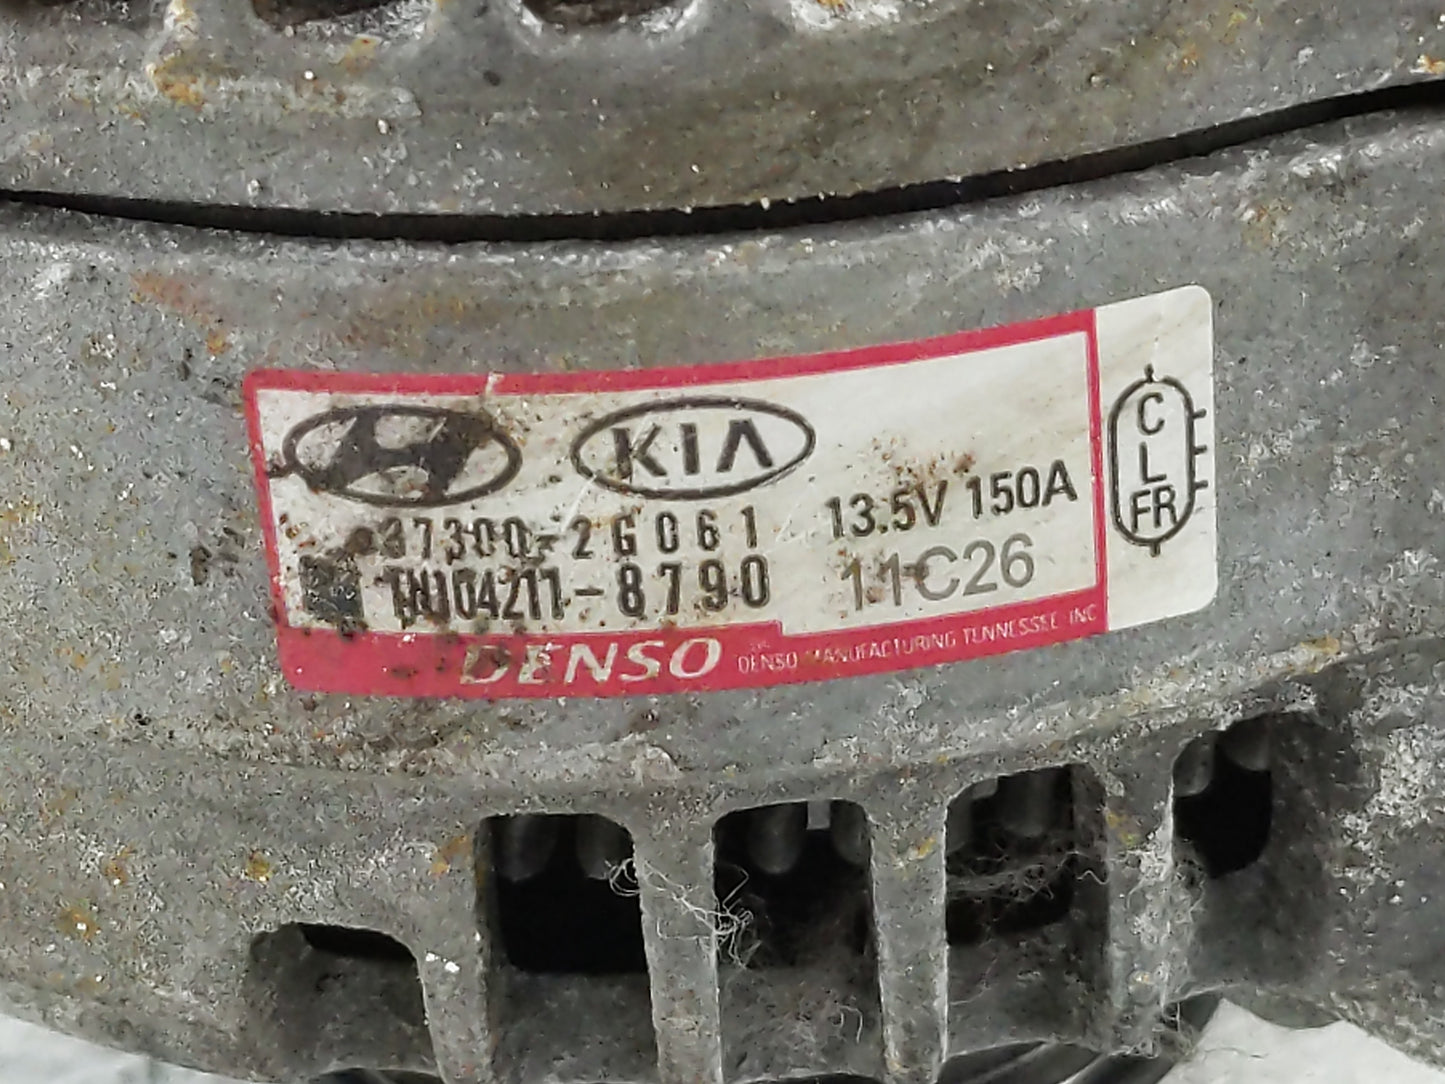 KIA
37300-2G061 13.5V 150A
TN104211-8790 11C26
DENSO DENSO MANUFACTURING TENNESSEE INC
C
L
FR